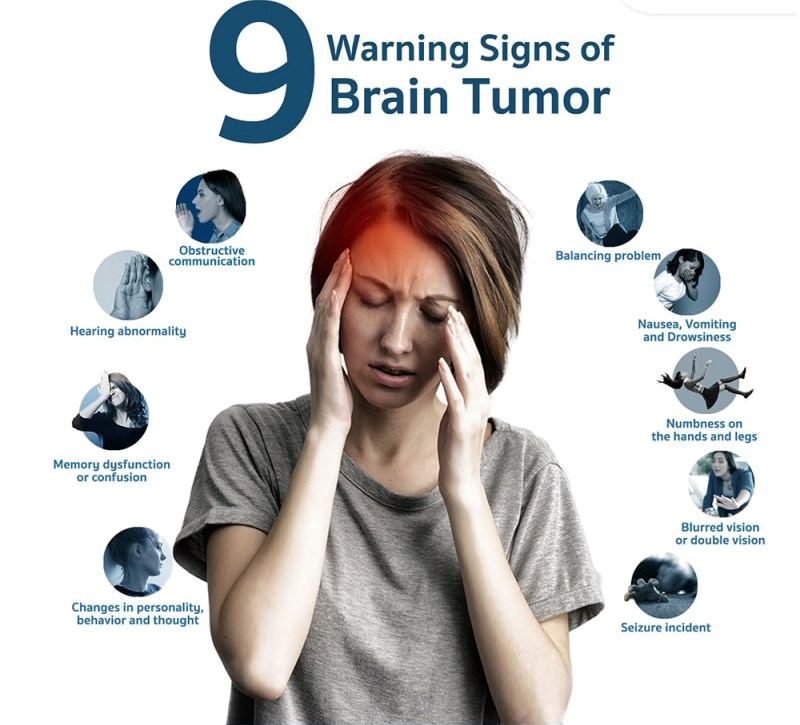 9 Warning Signs of
Brain Tumor
Obstructive
communication
Hearing abnormality
Memory dysfunction
or confusion
Changes in personality,
behavior and thought
Balancing problem
Nausea, Vomiting
and Drowsiness
Numbness on
the hands and legs
Blurred vision
or double vision
Seizure incident